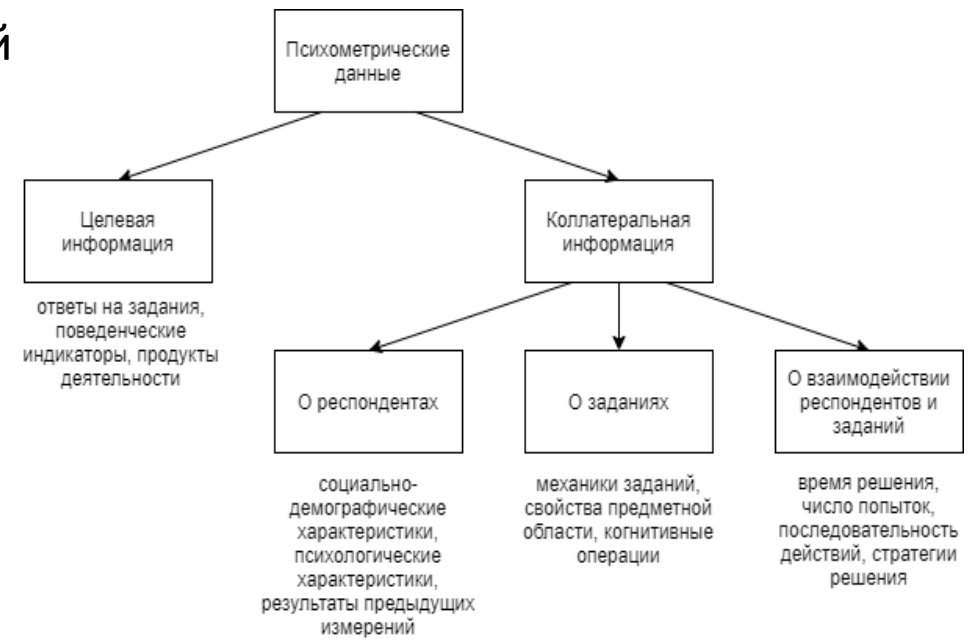 й
Психометрические
данные
Целевая
информация
Коллатеральная
информация
ответы на задания,
поведенческие
индикаторы, продукты
деятельности
О респондентах
О заданиях
О взаимодействии
респондентов и
заданий
социально-
демографические
характеристики,
психологические
характеристики,
результаты предыдущих
измерений
механики заданий,
свойства предметной
области, когнитивные
операции
время решения,
число попыток,
последовательность
действий, стратегии
решения